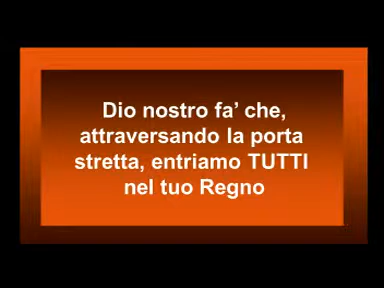 Dio nostro fa’ che,
attraversando la porta
stretta, entriamo TUTTI
nel tuo Regno